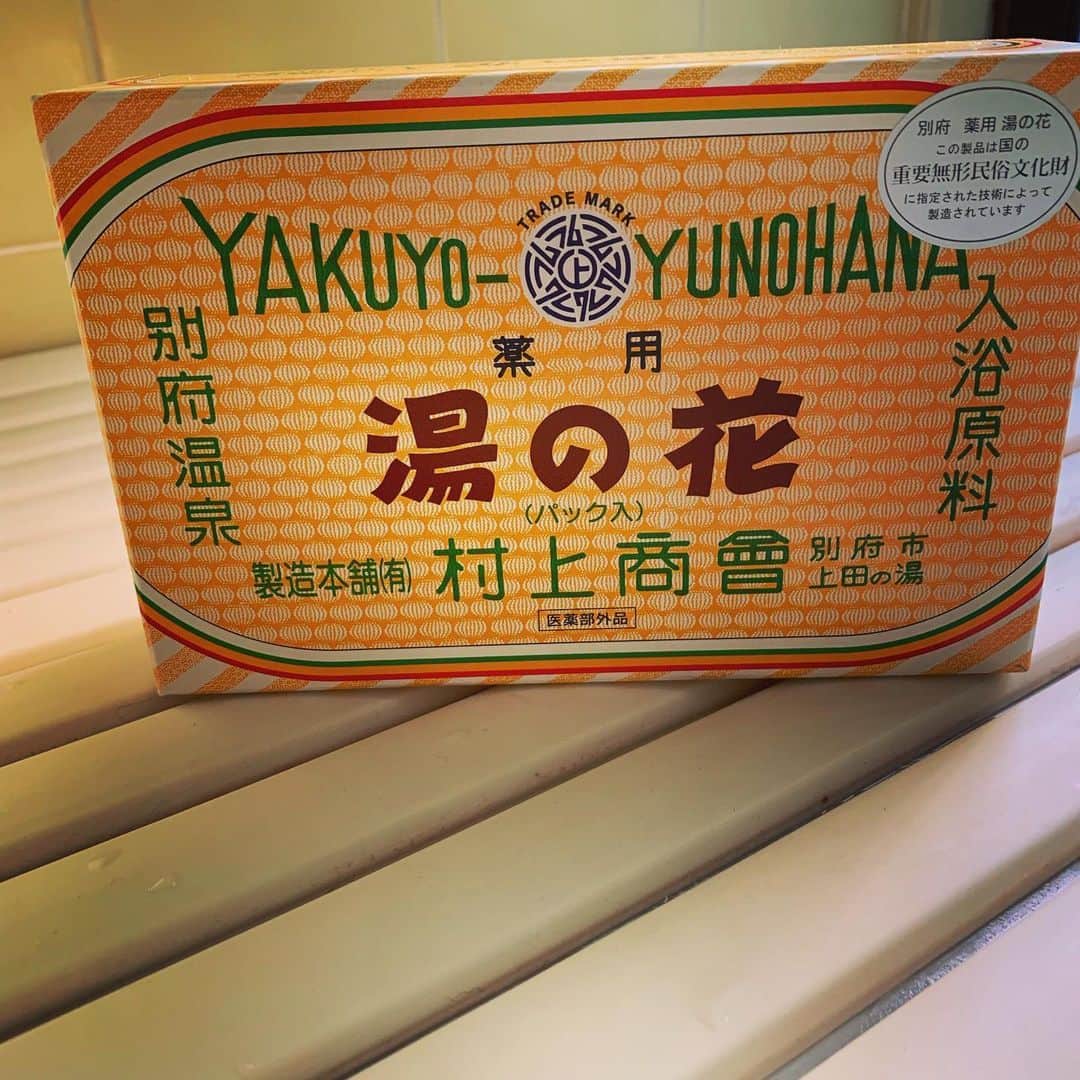 別府 薬用 湯の花
この製品は国の
重要無形民俗文化財
に指定された技術によって
製造されています
TRADE MARK
YAKUYO-
上
YUNOHANA
別府温泉
薬用
湯の花
(パック入)
入浴原料
製造本舗(有)
村上商會
別府市
上田の湯
医薬部外品